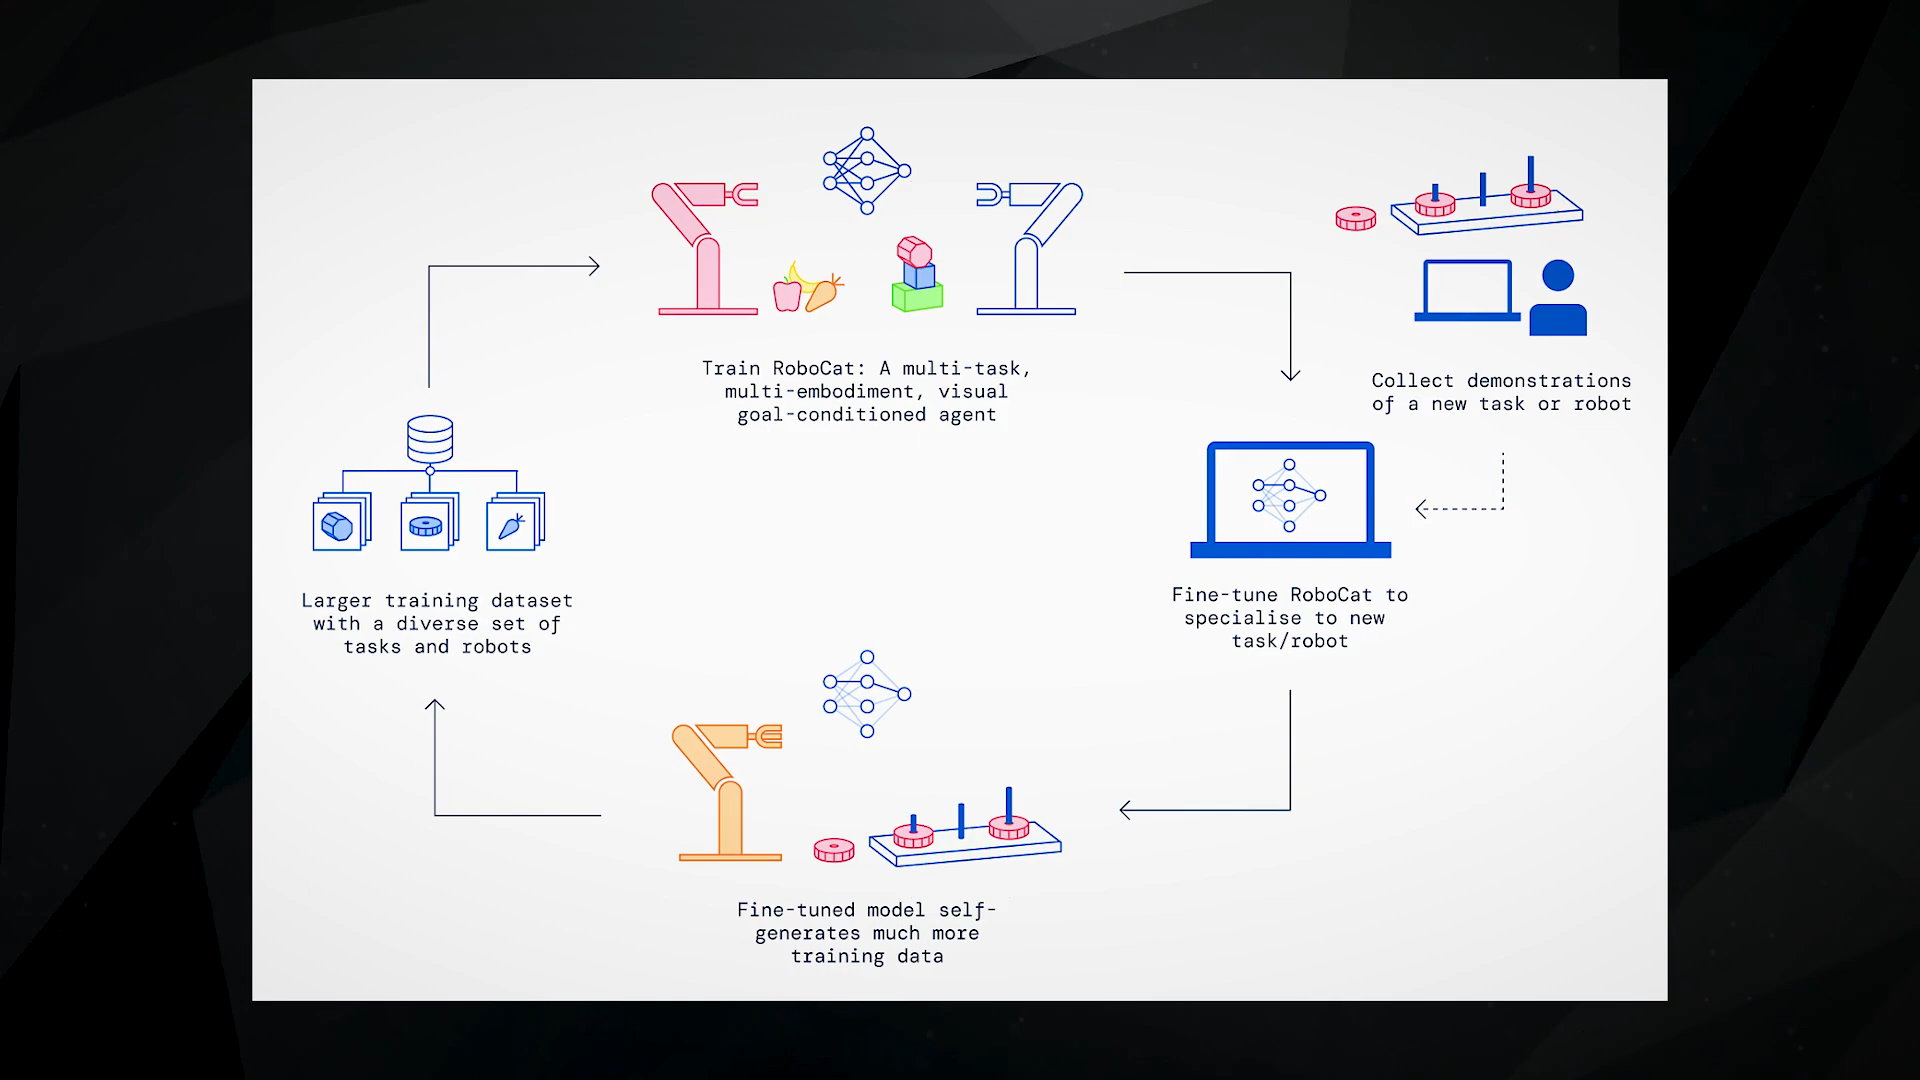 Train RoboCat: A multi-task,
multi-embodiment, visual
goal-conditioned agent
Collect demonstrations
of a new task or robot
Fine-tune RoboCat to
specialise to new
task/robot
Fine-tuned model self-
generates much more
training data
Larger training dataset
with a diverse set of
tasks and robots